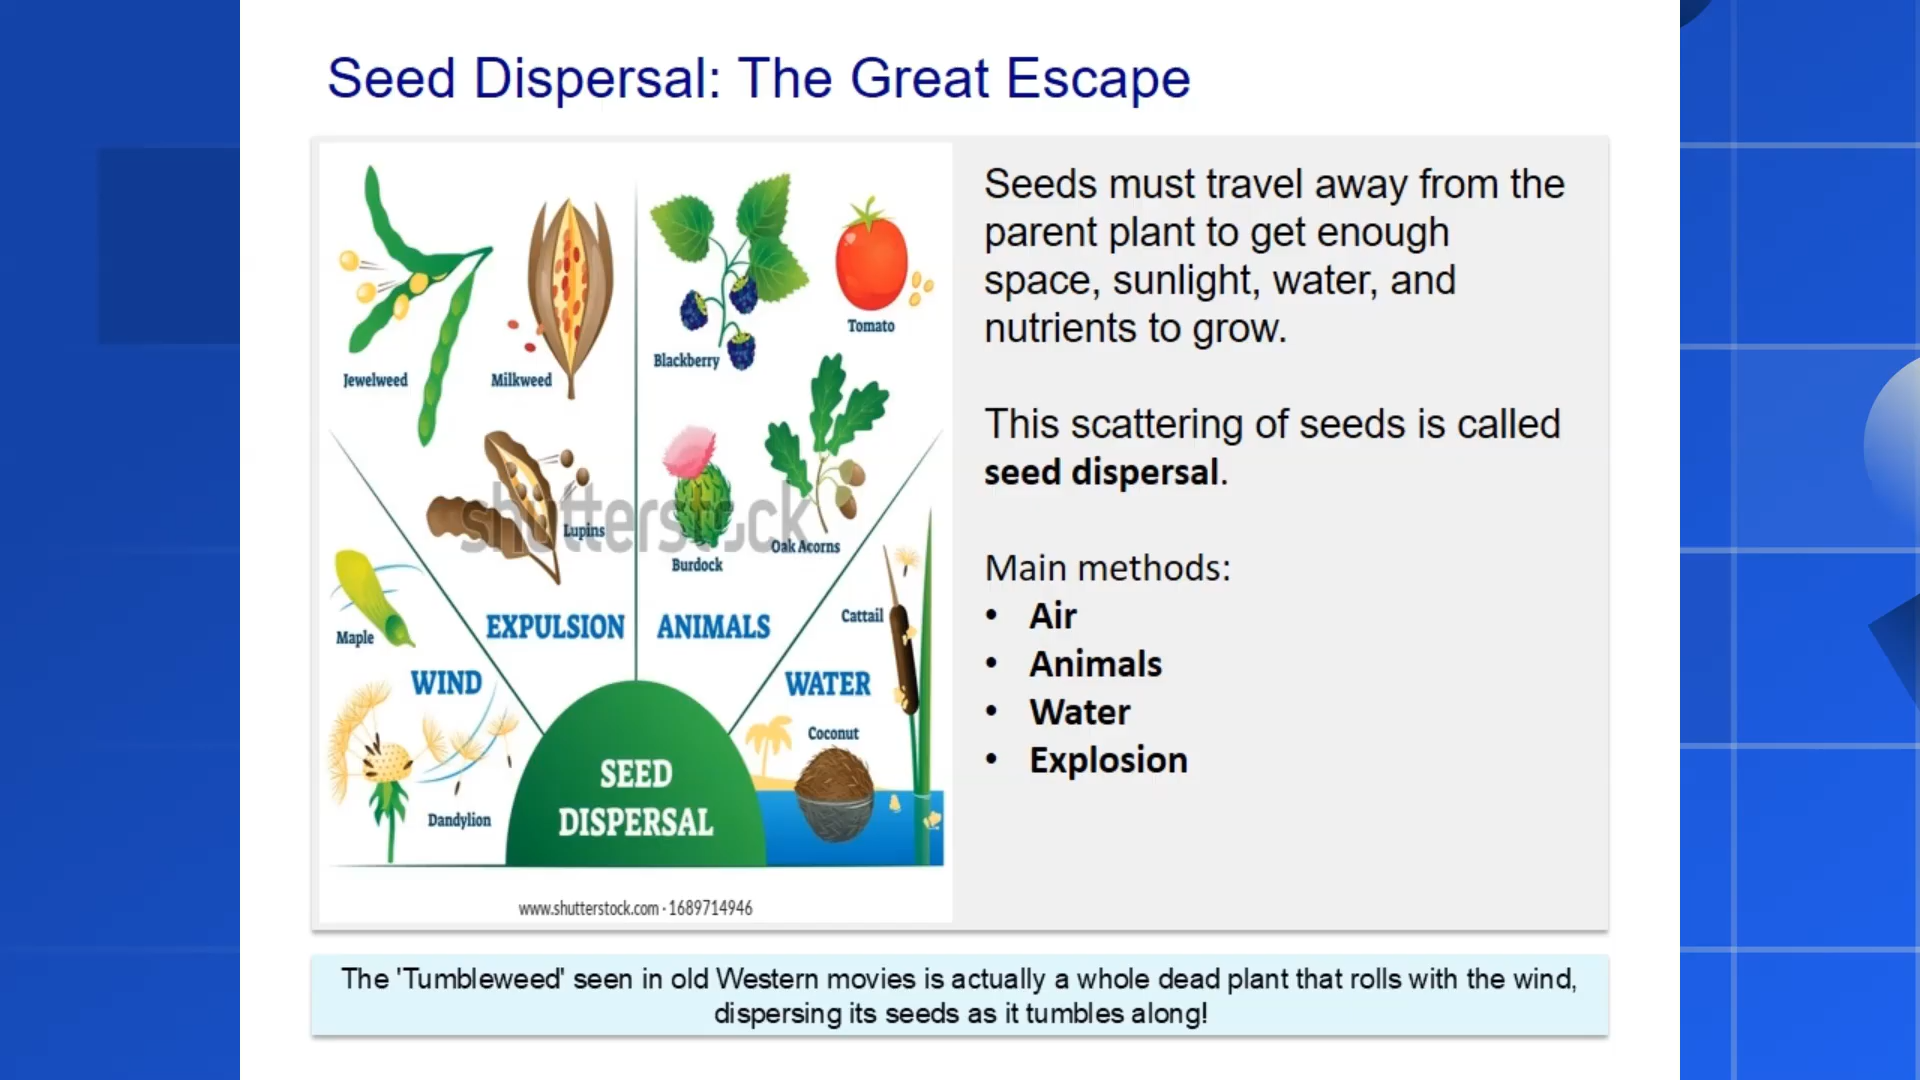 Seed Dispersal: The Great Escape
Jewelweed
Milkweed
Blackberry
Tomato
Lupins
Burdock
Oak Acorns
shutterstock
Maple
EXPULSION
ANIMALS
Cattail
WIND
WATER
Dandylion
Coconut
SEED
DISPERSAL
www.shutterstock.com · 1689714946
Seeds must travel away from the
parent plant to get enough
space, sunlight, water, and
nutrients to grow.
This scattering of seeds is called
seed dispersal.
Main methods:
• Air
• Animals
• Water
• Explosion
The 'Tumbleweed' seen in old Western movies is actually a whole dead plant that rolls with the wind,
dispersing its seeds as it tumbles along!